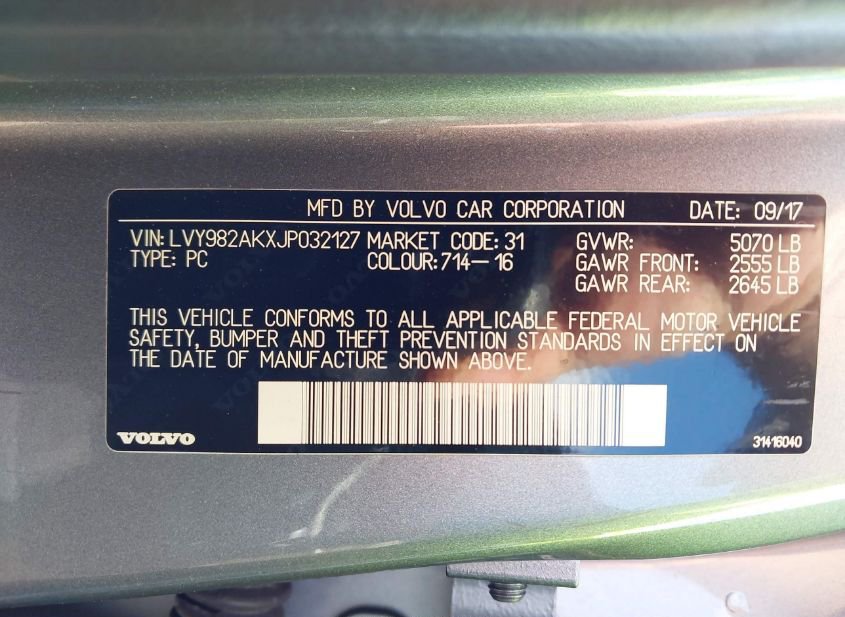 MFD BY VOLVO CAR CORPORATION DATE: 09/17
VIN: LVY982AKXJP032127 MARKET CODE: 31 GVWR: 5070 LB
TYPE: PC COLOUR: 714-16 GAWR FRONT: 2555 LB
GAWR REAR: 2645 LB
THIS VEHICLE CONFORMS TO ALL APPLICABLE FEDERAL MOTOR VEHICLE
SAFETY, BUMPER AND THEFT PREVENTION STANDARDS IN EFFECT ON
THE DATE OF MANUFACTURE SHOWN ABOVE.
VOLVO 31416040